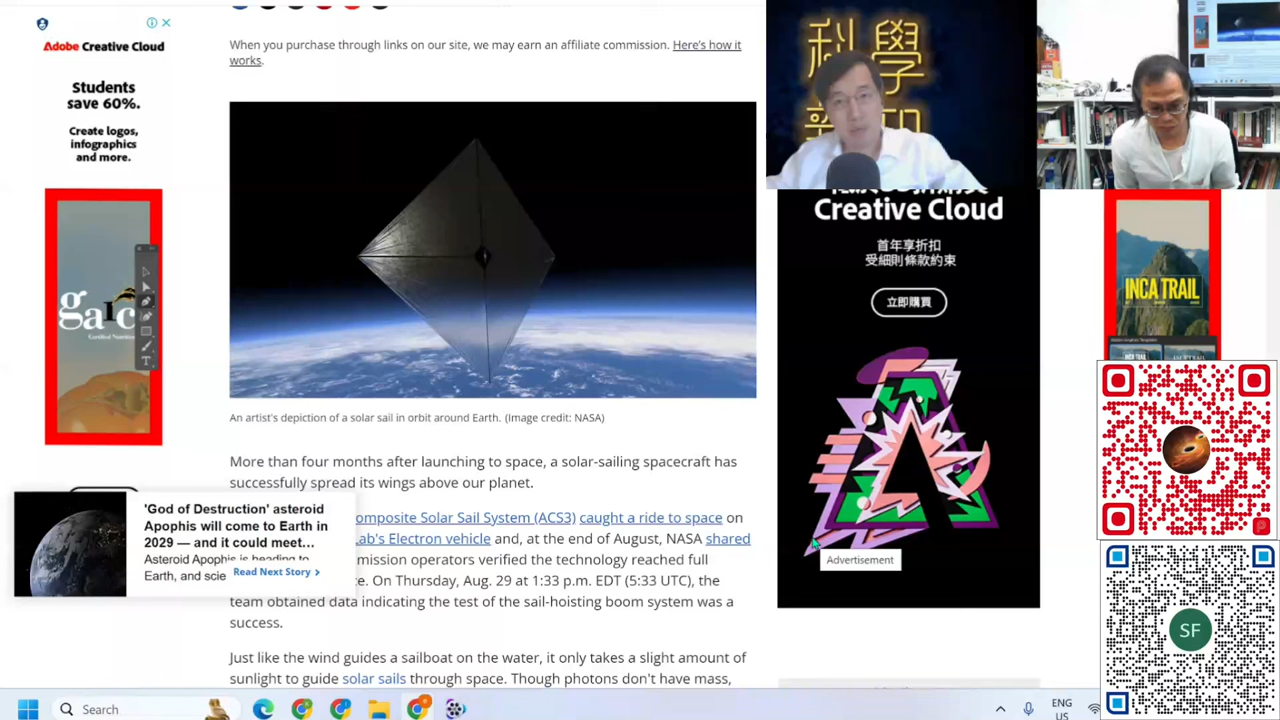 Adobe Creative Cloud
Students
save 60%.
Create logos,
infographics
and more.
When you purchase through links on our site, we may earn an affiliate commission. Here's how it
works.
科學
Creative Cloud
首年享折扣
受細則條款約束
立即購買
INCA TRAIL
An artist's depiction of a solar sail in orbit around Earth. (Image credit: NASA)
More than four months after launching to space, a solar-sailing spacecraft has
successfully spread its wings above our planet.
omposite Solar Sail System (ACS3) caught a ride to space on
ab's Electron vehicle and, at the end of August, NASA shared
mission operators verified the technology reached full
. On Thursday, Aug. 29 at 1:33 p.m. EDT (5:33 UTC), the
team obtained data indicating the test of the sail-hoisting boom system was a
success.
Just like the wind guides a sailboat on the water, it only takes a slight amount of
sunlight to guide solar sails through space. Though photons don't have mass,
'God of Destruction' asteroid
Apophis will come to Earth in
2029 — and it could meet...
Asteroid Apophis is heading to
Earth, and scie
Read Next Story >
Advertisement
SF
Search
ENG
US